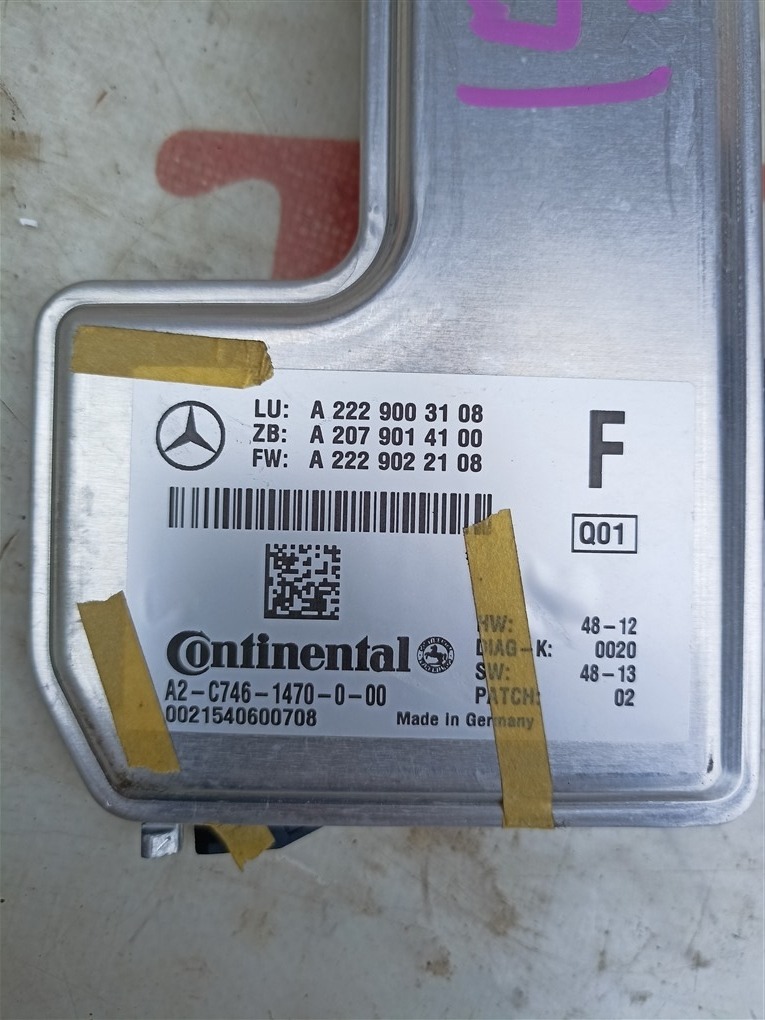 LU: A 222 900 31 08
ZB: A 207 901 41 00
FW: A 222 902 21 08
F
Q01
Continental
A2-C746-1470-0-00
0021540600708
Made in Germany
HW: 48-12
DIAG-K: 0020
SW: 48-13
PATCH: 02